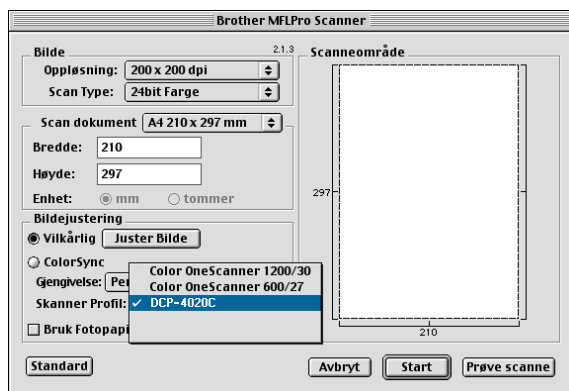 Brother MFLPro Scanner
Bilde
2.1.3
Oppløsning: 200 x 200 dpi
Scan Type: 24bit Farge
Scan dokument A4 210 x 297 mm
Bredde: 210
Høyde: 297
Enhet: mm tommer
Bildejustering
Vilkårlig Juster Bilde
ColorSync
Gjengivelse:
Skanner Profil:
Bruk
Color OneScanner 1200/30
Color OneScanner 600/27
✓ DCP-4020C
Scanneområde
297
210
Standard
Avbryt Start Prøve scanne